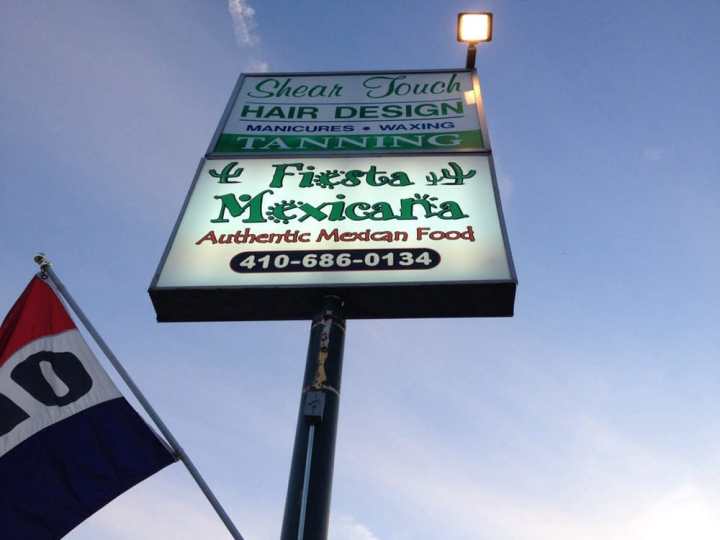 Shear Touch
HAIR DESIGN
MANICURES • WAXING
TANNING
Fiesta
Mexicana
Authentic Mexican Food
410-686-0134